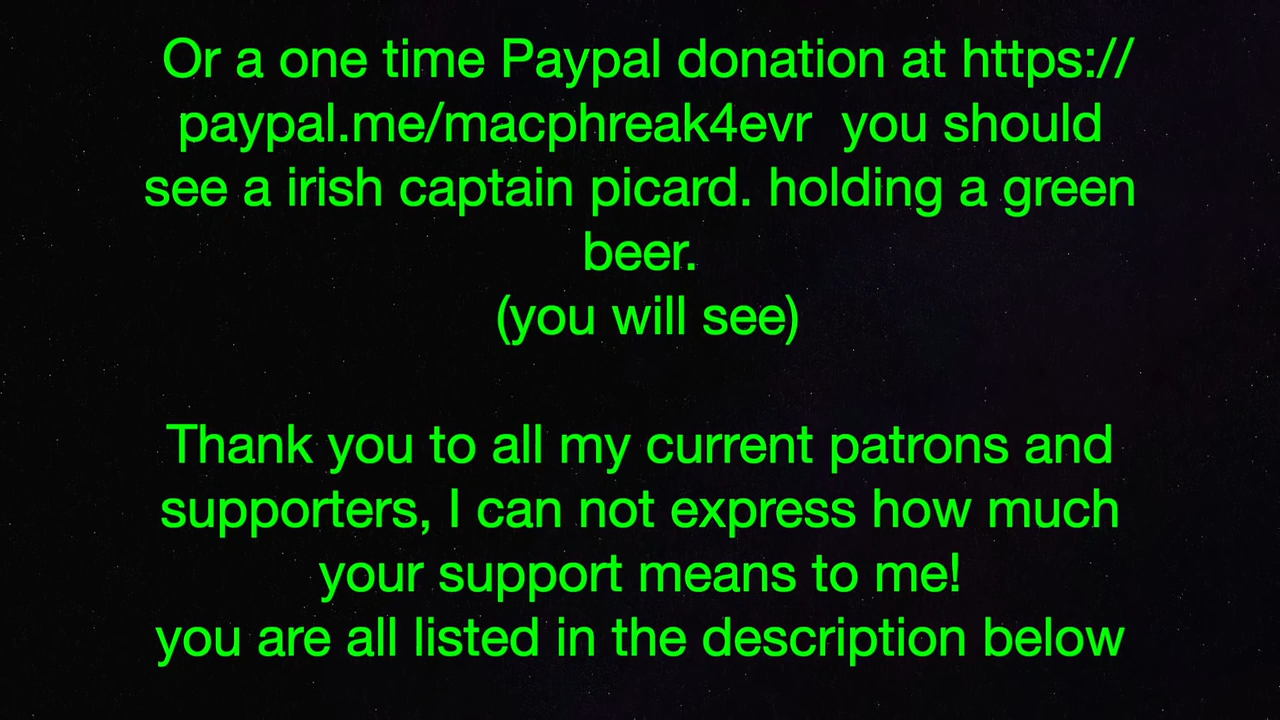 Or a one time Paypal donation at https://
paypal.me/macphreak4evr  you should
see a irish captain picard. holding a green
beer.
(you will see)
Thank you to all my current patrons and
supporters, I can not express how much
your support means to me!
you are all listed in the description below